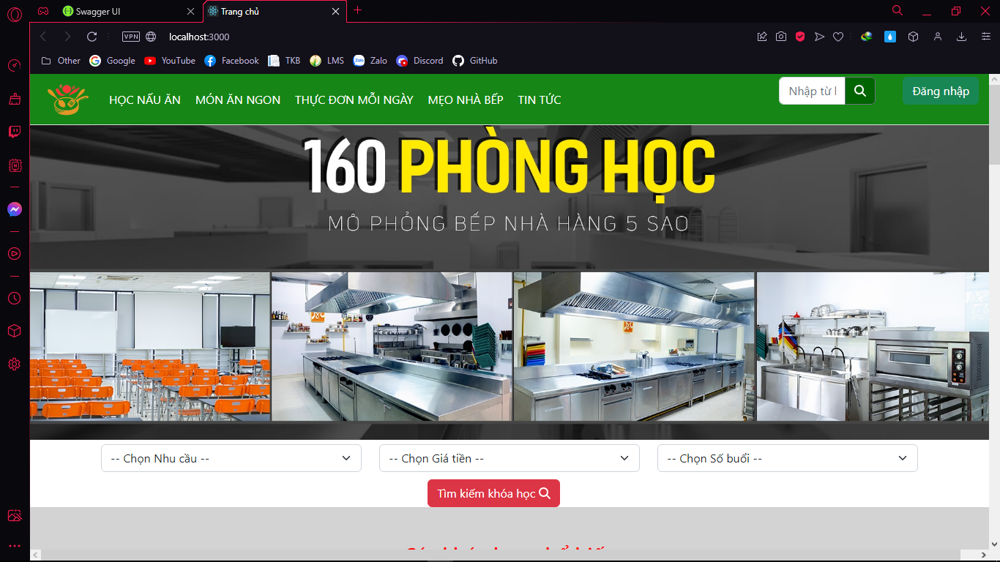 Swagger UI
Trang chủ
VPN
localhost:3000
Other
Google
YouTube
Facebook
TKB
LMS
Zalo
Discord
GitHub
HỌC NẤU ĂN
MÓN ĂN NGON
THỰC ĐƠN MỖI NGÀY
MẸO NHÀ BẾP
TIN TỨC
Nhập từ
Đăng nhập
160 PHÒNG HỌC
MÔ PHỎNG BẾP NHÀ HÀNG 5 SAO
-- Chọn Nhu cầu --
-- Chọn Giá tiền --
-- Chọn Số buổi --
Tìm kiếm khóa học